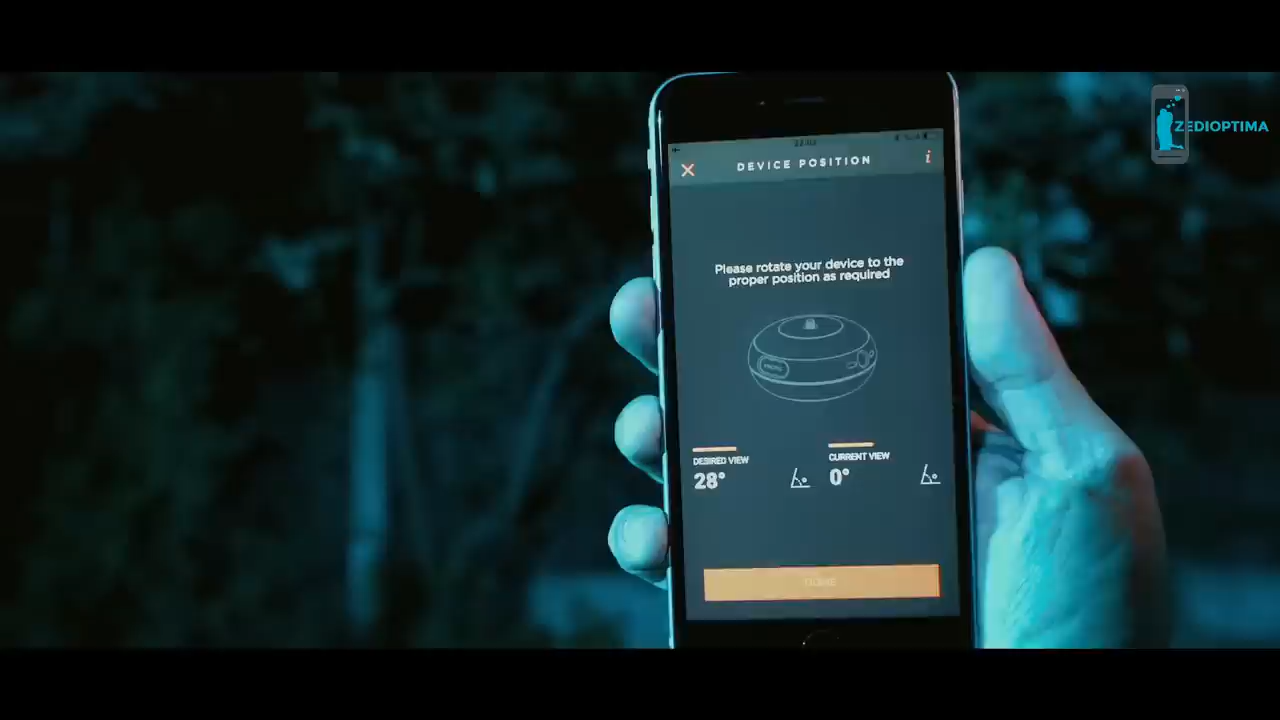 ZEDIOPTIMA
DEVICE POSITION
i
Please rotate your device to the
proper position as required
DESIRED VIEW
28°
CURRENT VIEW
0°